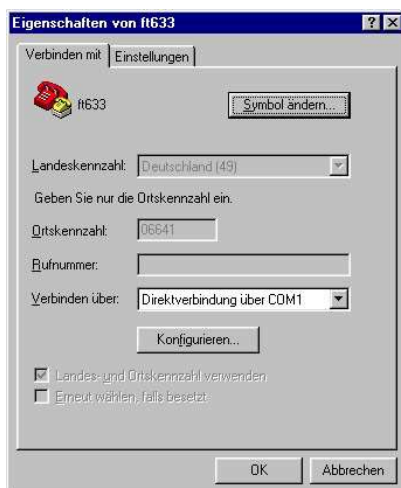 Eigenschaften von ft633
Verbinden mit Einstellungen
ft633 Symbol ändern...
Landeskennzahl: Deutschland (49)
Geben Sie nur die Ortskennzahl ein.
Ortskennzahl: 06641
Rufnummer:
Verbinden über: Direktverbindung über COM1
Konfigurieren...
Landes- und Ortskennzahl verwenden
Erneut wählen, falls besetzt
OK Abbrechen